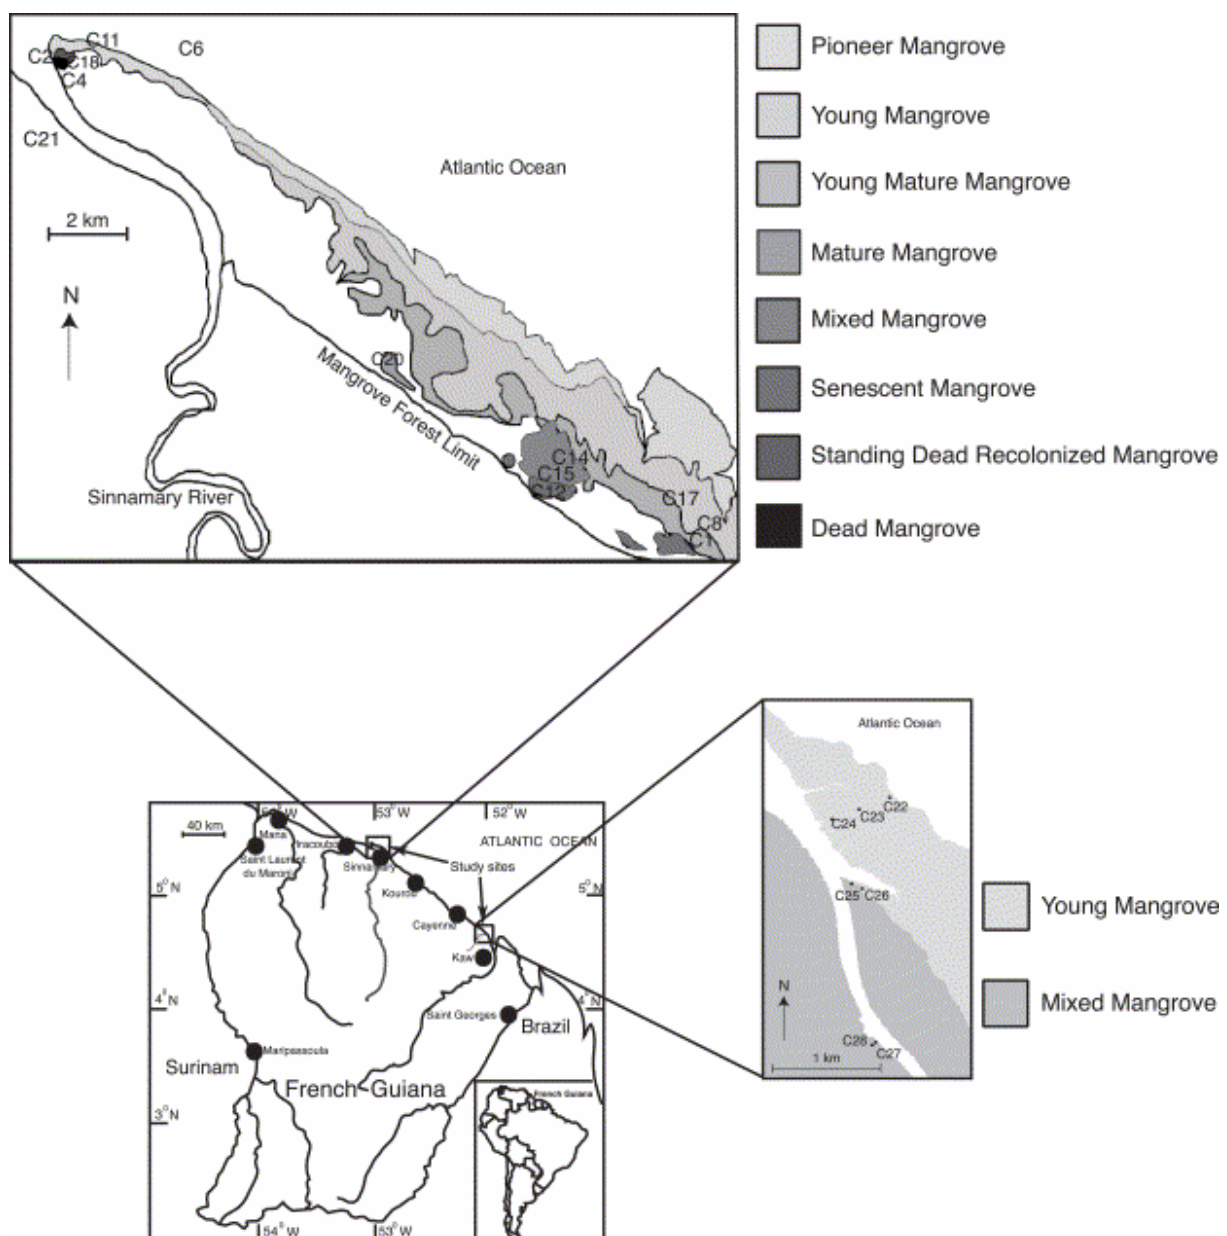 C11
C6
C2
C18
C4
C21
Atlantic Ocean
2 km
N
C20
Mangrove Forest Limit
Sinnamary River
C14
C15
C12
C17
C8
C1
Pioneer Mangrove
Young Mangrove
Young Mature Mangrove
Mature Mangrove
Mixed Mangrove
Senescent Mangrove
Standing Dead Recolonized Mangrove
Dead Mangrove
Atlantic Ocean
C22
C23
C24
C25 C26
N
C28
C27
1 km
Young Mangrove
Mixed Mangrove
53° W
52° W
40 km
Mana
Iracoubo
ATLANTIC OCEAN
Saint Laurent
du Maroni
Sinnamary
Study sites
5° N
5° N
Kourou
Cayenne
Kaw
4° N
4° N
Saint Georges
Brazil
Maripasoula
Surinam
French Guiana
French Guiana
3° N
54° W
53° W